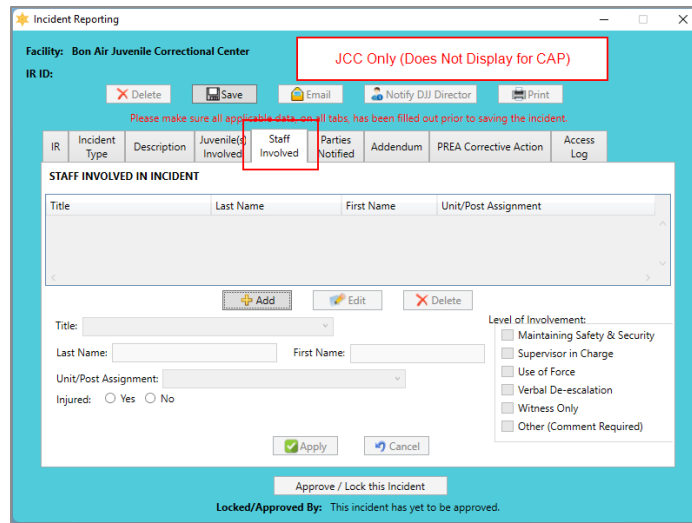 Incident Reporting
Facility: Bon Air Juvenile Correctional Center
JCC Only (Does Not Display for CAP)
IR ID:
Delete Save Email Notify DJJ Director Print
Please make sure all applicable data, on all tabs, has been filled out prior to saving the incident.
IR Incident Type Description Juvenile(s) Involved Staff Involved Parties Notified Addendum PREA Corrective Action Access Log
STAFF INVOLVED IN INCIDENT
Title Last Name First Name Unit/Post Assignment
Add Edit Delete
Level of Involvement:
Title:
Maintaining Safety & Security
Last Name: First Name:
Supervisor in Charge
Use of Force
Unit/Post Assignment:
Verbal De-escalation
Injured: Yes No
Witness Only
Other (Comment Required)
Apply Cancel
Approve / Lock this Incident
Locked/Approved By: This incident has yet to be approved.